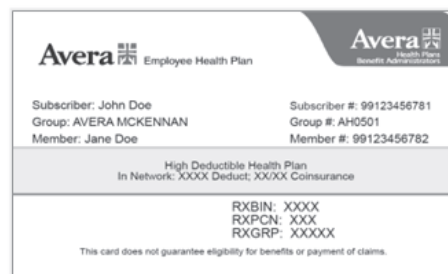 Avera Employee Health Plan
Avera
Health Plans
Benefit Administrators
Subscriber: John Doe Subscriber #: 99123456781
Group: AVERA MCKENNAN Group #: AH0501
Member: Jane Doe Member #: 99123456782
High Deductible Health Plan
In Network: XXXX Deduct; XX/XX Coinsurance
RXBIN: XXXX
RXPCN: XXX
RXGRP: XXXXX
This card does not guarantee eligibility for benefits or payment of claims.